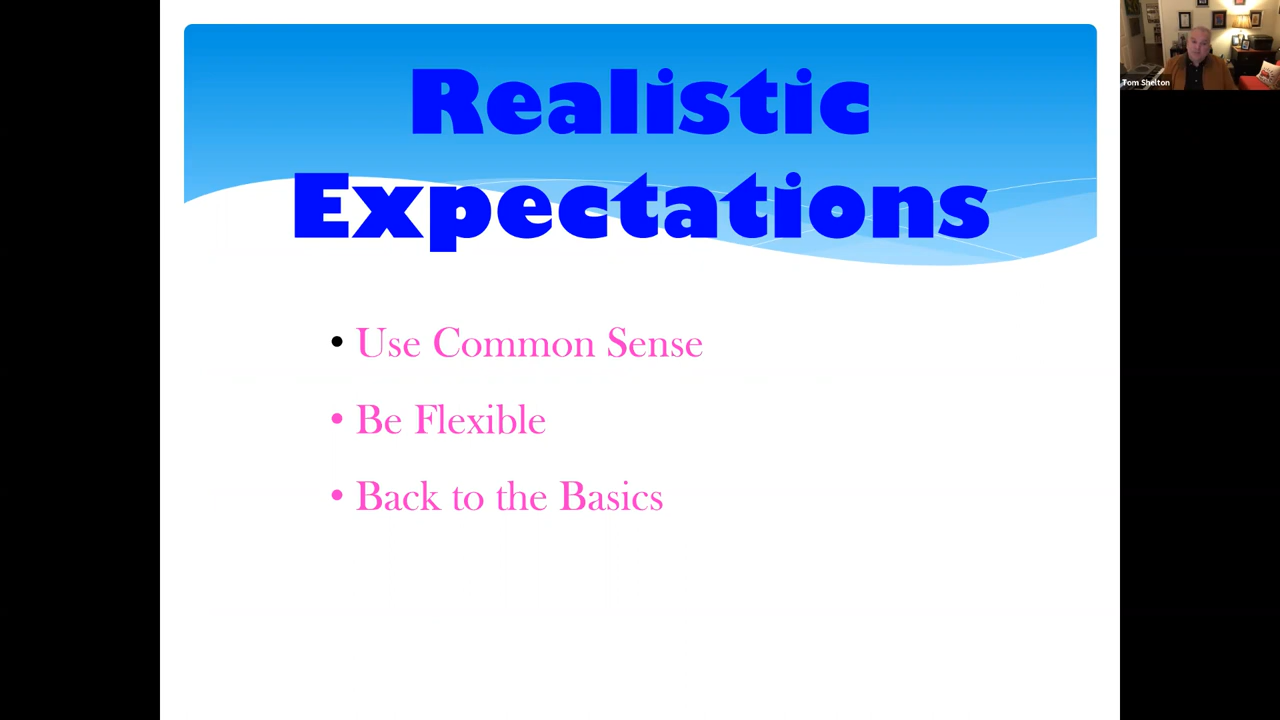 Realistic
Expectations
• Use Common Sense
• Be Flexible
• Back to the Basics
Tom Shelton